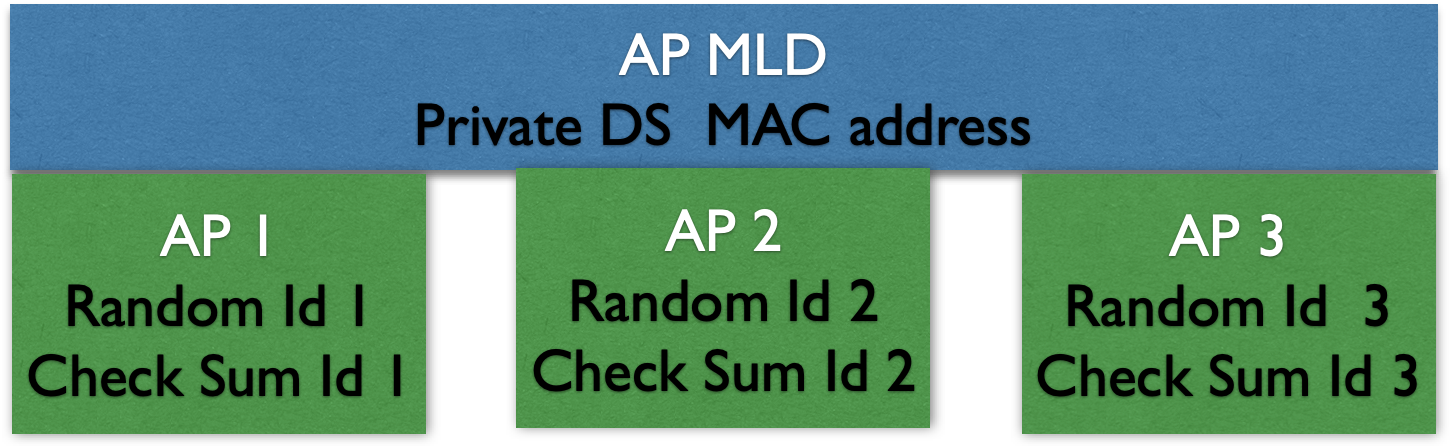 AP MLD
Private DS  MAC address
AP 1
Random Id 1
Check Sum Id 1
AP 2
Random Id 2
Check Sum Id 2
AP 3
Random Id  3
Check Sum Id 3